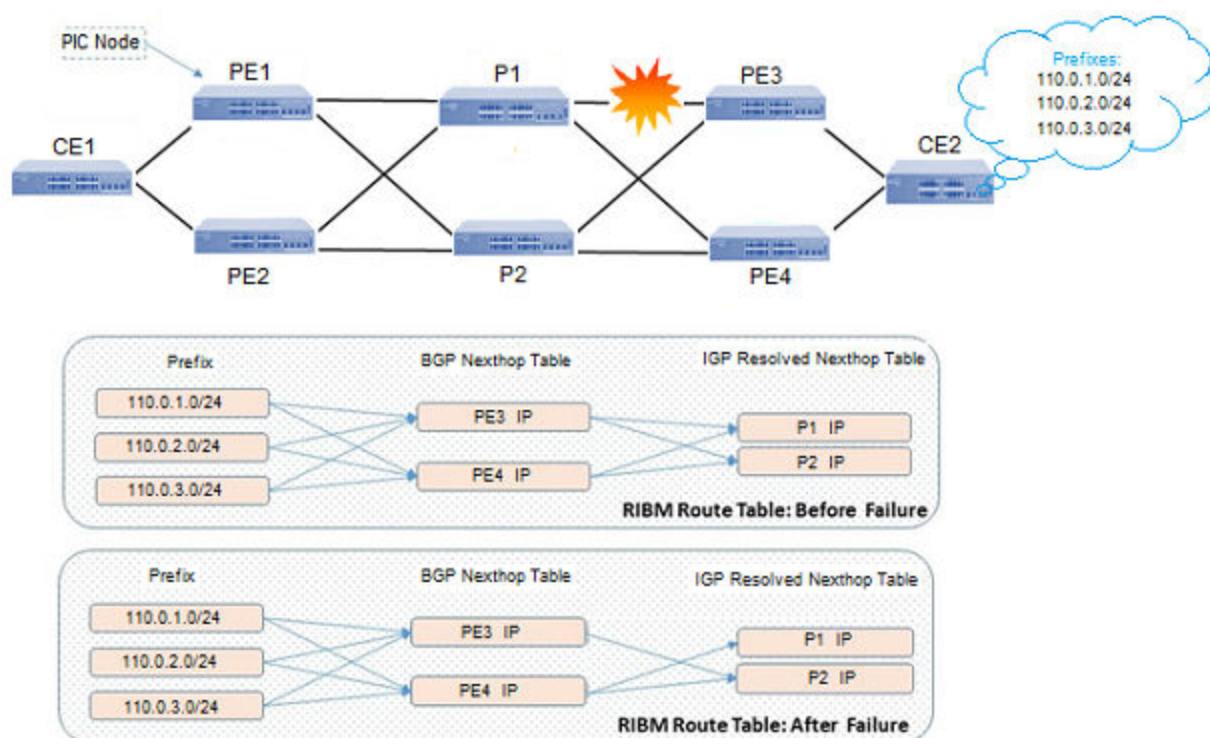 PIC Node
PE1
P1
PE3
Prefixes:
110.0.1.0/24
110.0.2.0/24
110.0.3.0/24
CE1
CE2
PE2
P2
PE4
Prefix
BGP Nexthop Table
IGP Resolved Nexthop Table
110.0.1.0/24
110.0.2.0/24
110.0.3.0/24
PE3 IP
PE4 IP
P1 IP
P2 IP
RIBM Route Table: Before Failure
Prefix
BGP Nexthop Table
IGP Resolved Nexthop Table
110.0.1.0/24
110.0.2.0/24
110.0.3.0/24
PE3 IP
PE4 IP
P1 IP
P2 IP
RIBM Route Table: After Failure